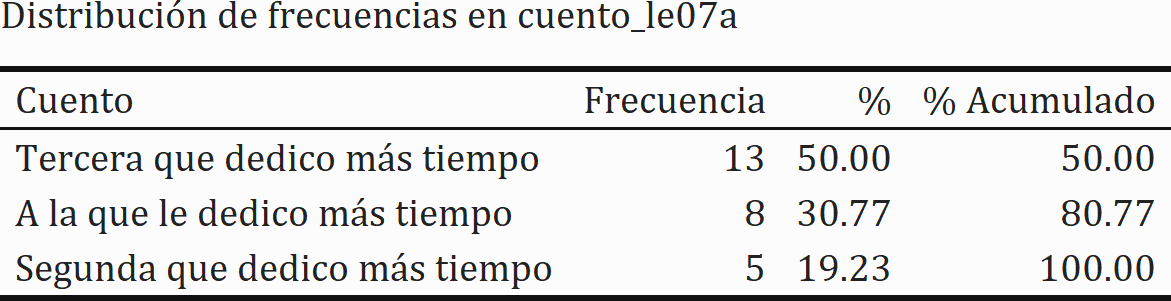 Distribución de frecuencias en cuento_le07a
Cuento Frecuencia % % Acumulado
Tercera que dedico más tiempo 13 50.00 50.00
A la que le dedico más tiempo 8 30.77 80.77
Segunda que dedico más tiempo 5 19.23 100.00